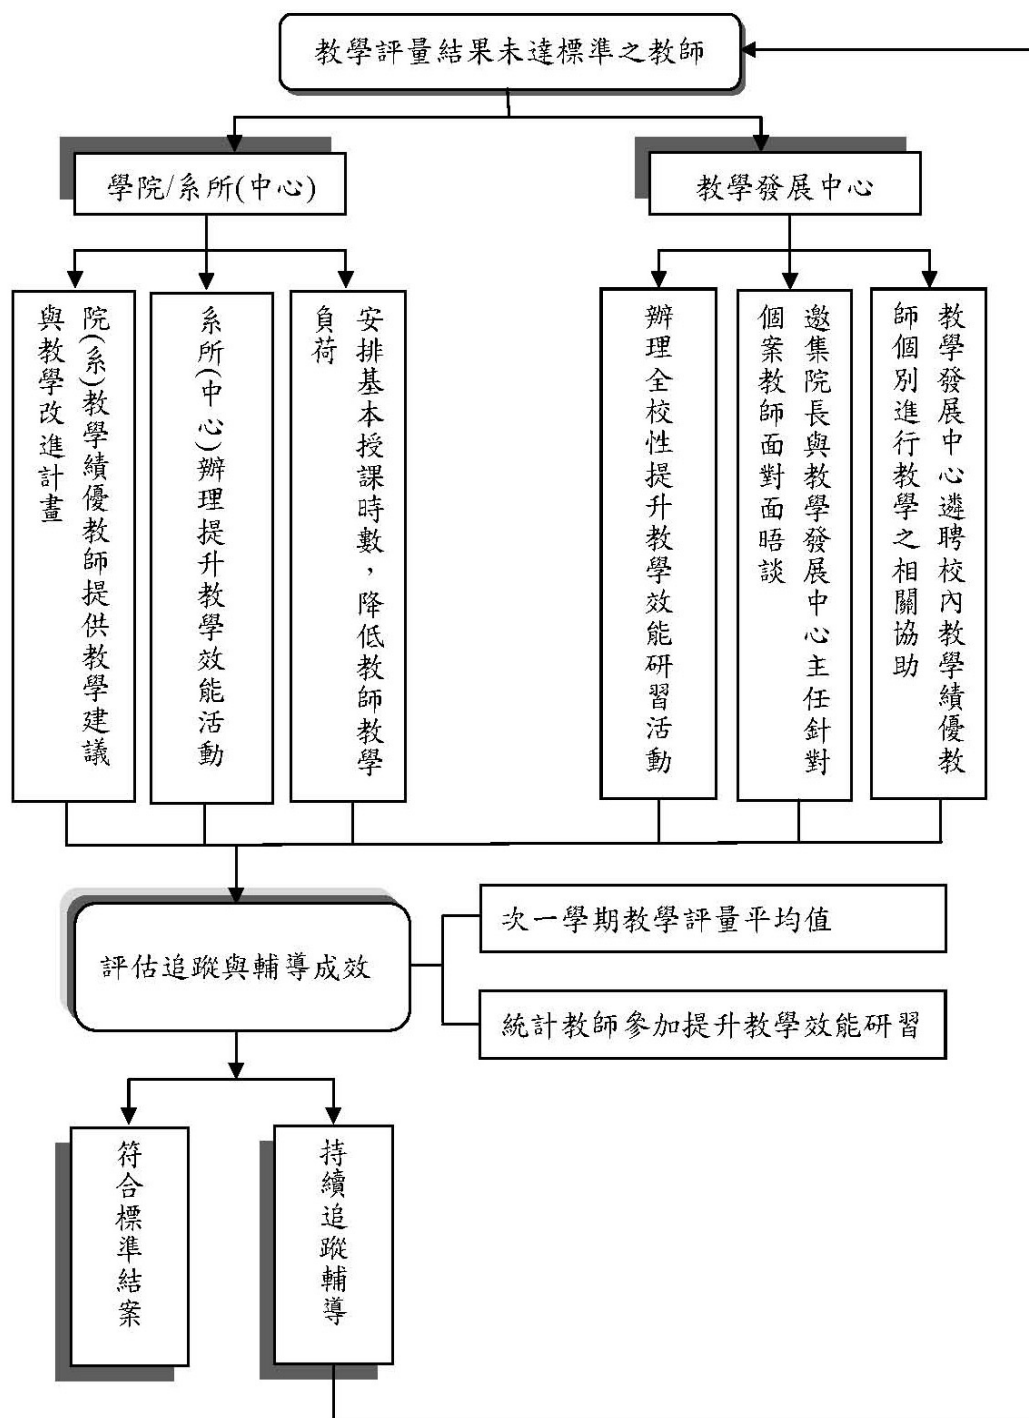 教學評量結果未達標準之教師
學院/系所(中心)
教學發展中心
院(系)教學績優教師提供教學建議
與教學改進計畫
系所(中心)辦理提升教學效能活動
安排基本授課時數，降低教師教學
負荷
辦理全校性提升教學效能研習活動
邀集院長與教學發展中心主任針對
個案教師面對面晤談
教學發展中心遴聘校內教學績優教
師個別進行教學之相關協助
評估追蹤與輔導成效
次一學期教學評量平均值
統計教師參加提升教學效能研習
符合標準結案
持續追蹤輔導